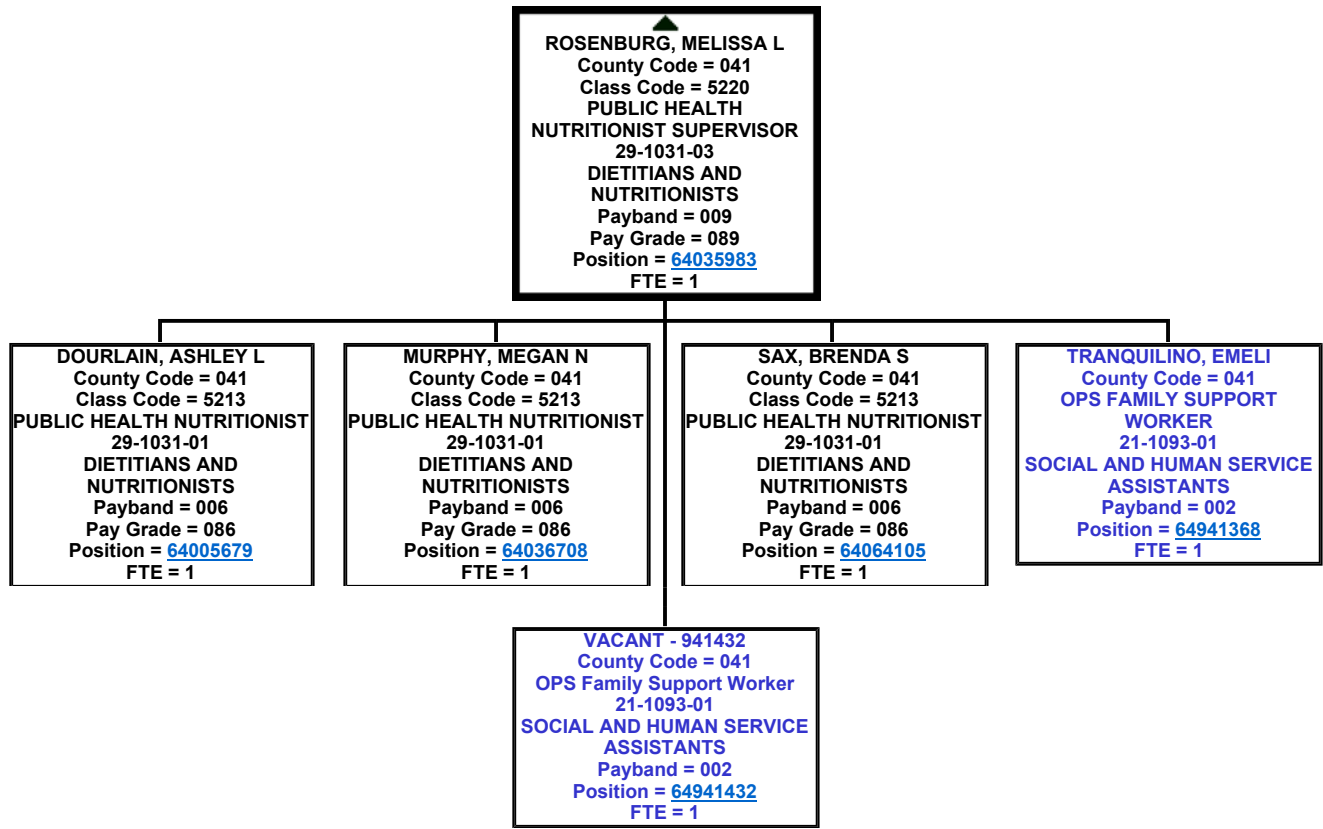 ROSENBURG, MELISSA L
County Code = 041
Class Code = 5220
PUBLIC HEALTH
NUTRITIONIST SUPERVISOR
29-1031-03
DIETITIANS AND
NUTRITIONISTS
Payband = 009
Pay Grade = 089
Position = 64035983
FTE = 1
DOURLAIN, ASHLEY L
County Code = 041
Class Code = 5213
PUBLIC HEALTH NUTRITIONIST
29-1031-01
DIETITIANS AND
NUTRITIONISTS
Payband = 006
Pay Grade = 086
Position = 64005679
FTE = 1
MURPHY, MEGAN N
County Code = 041
Class Code = 5213
PUBLIC HEALTH NUTRITIONIST
29-1031-01
DIETITIANS AND
NUTRITIONISTS
Payband = 006
Pay Grade = 086
Position = 64036708
FTE = 1
SAX, BRENDA S
County Code = 041
Class Code = 5213
PUBLIC HEALTH NUTRITIONIST
29-1031-01
DIETITIANS AND
NUTRITIONISTS
Payband = 006
Pay Grade = 086
Position = 64064105
FTE = 1
TRANQUILINO, EMELI
County Code = 041
OPS FAMILY SUPPORT
WORKER
21-1093-01
SOCIAL AND HUMAN SERVICE
ASSISTANTS
Payband = 002
Position = 64941368
FTE = 1
VACANT - 941432
County Code = 041
OPS Family Support Worker
21-1093-01
SOCIAL AND HUMAN SERVICE
ASSISTANTS
Payband = 002
Position = 64941432
FTE = 1